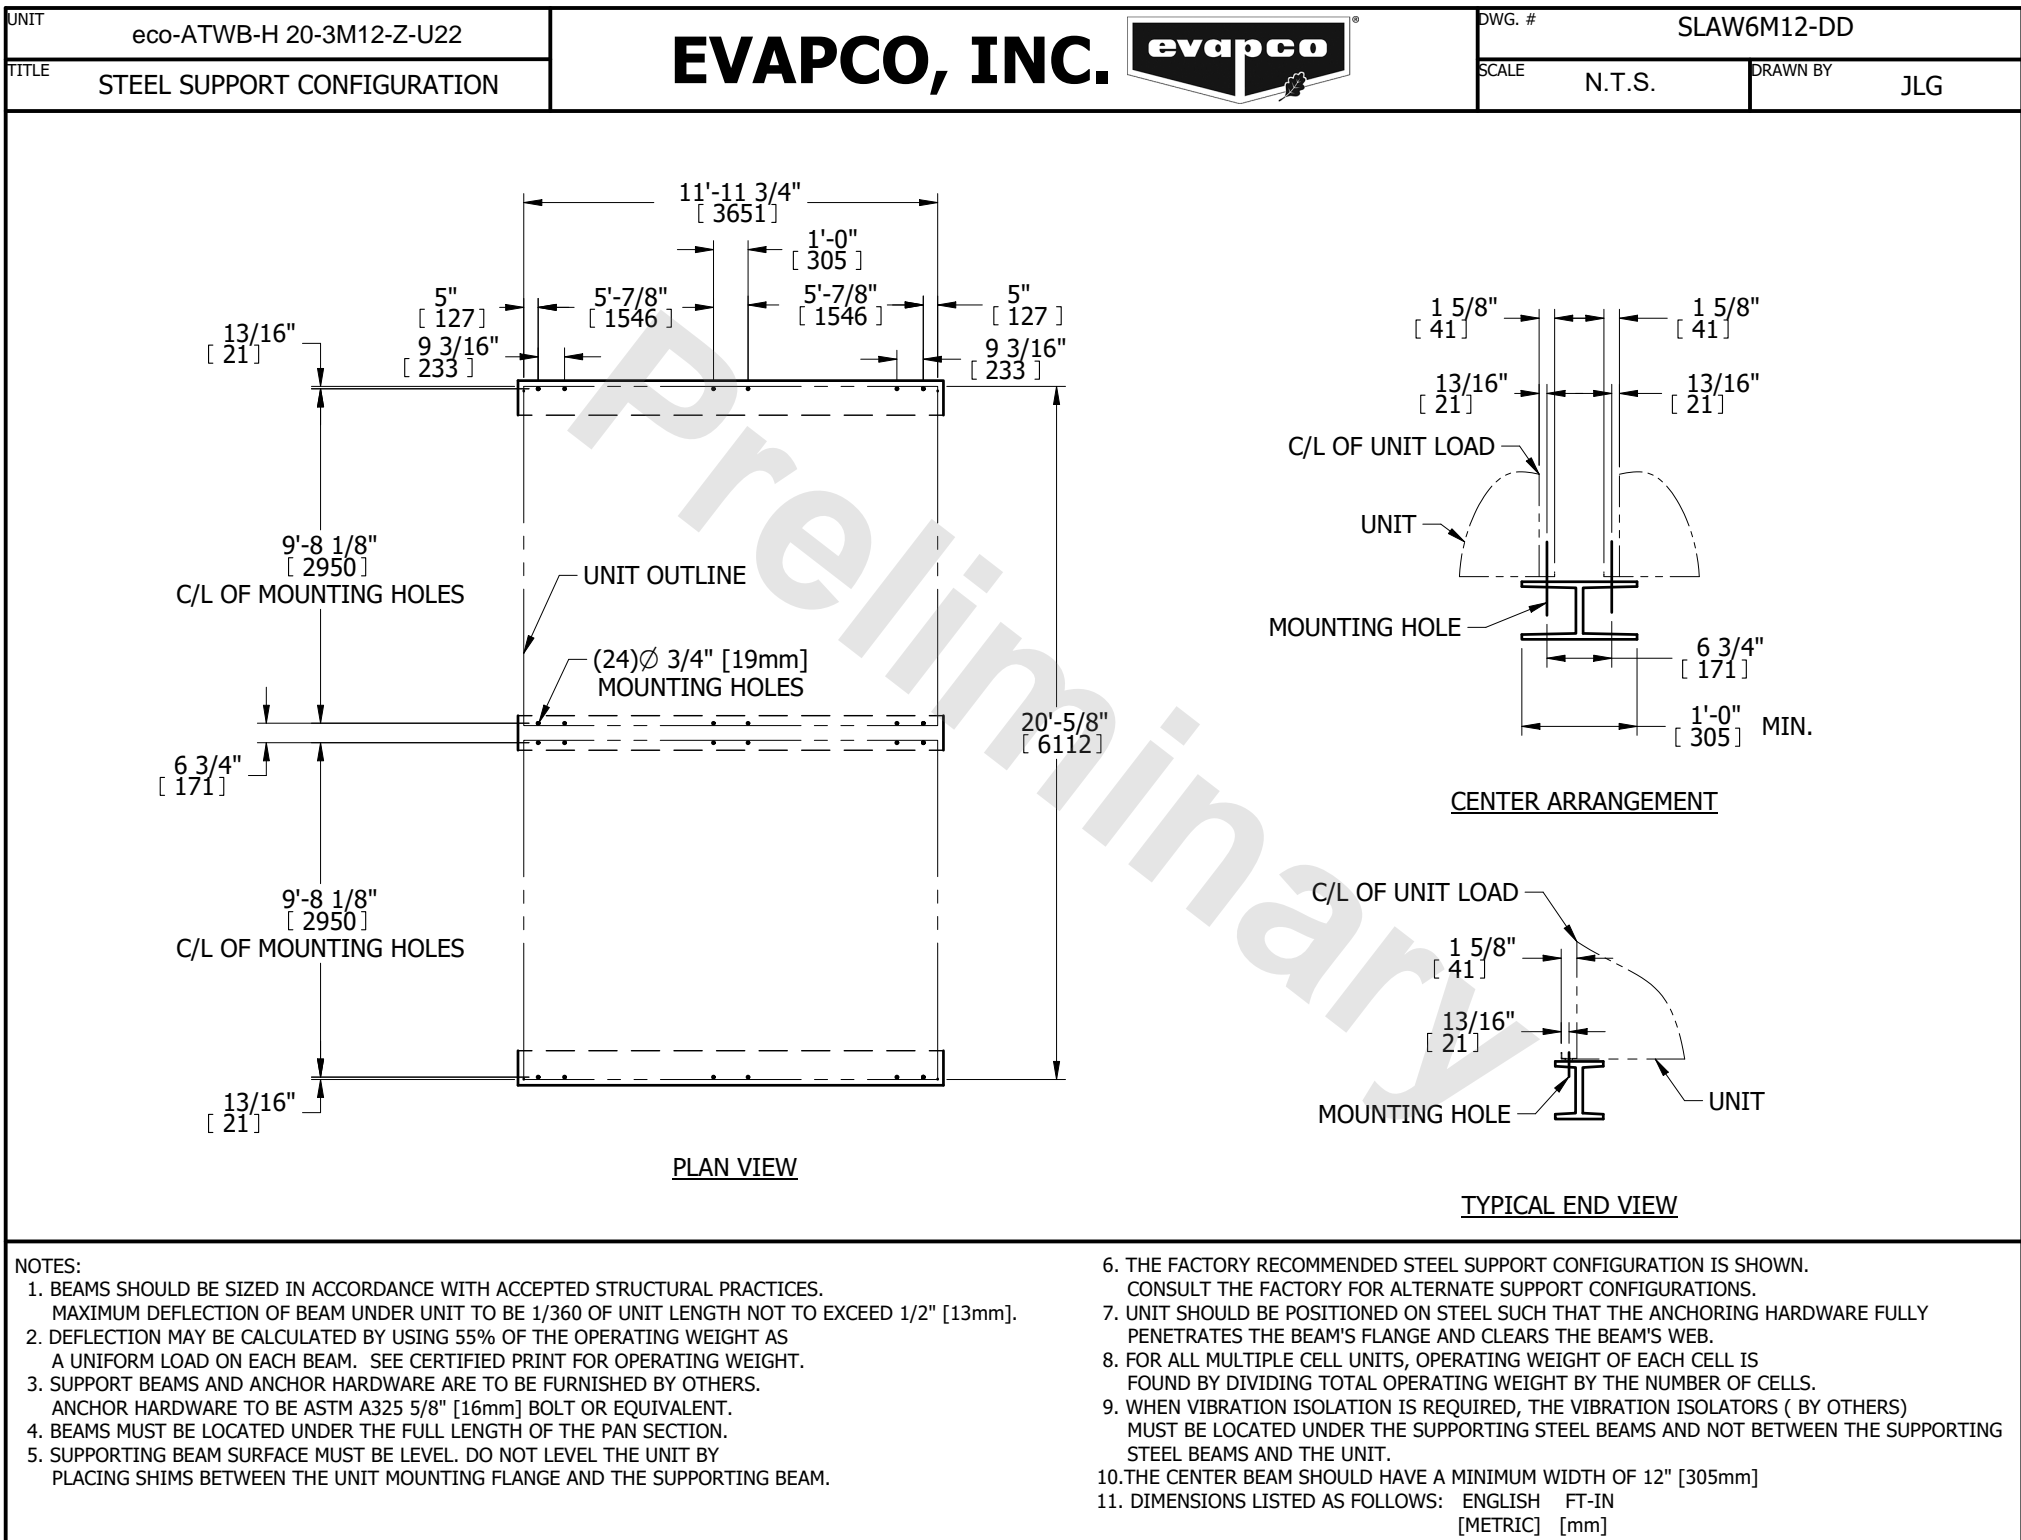 UNIT
eco-ATWB-H 20-3M12-Z-U22
TITLE
STEEL SUPPORT CONFIGURATION
EVAPCO, INC.
evapco
®
DWG. #
SLAW6M12-DD
SCALE
N.T.S.
DRAWN BY
JLG
11'-11 3/4"
[ 3651]
1'-0"
[ 305 ]
5"
[ 127]
5'-7/8"
[ 1546 ]
5'-7/8"
[ 1546 ]
5"
[ 127 ]
13/16"
[ 21]
9 3/16"
[ 233 ]
9 3/16"
[ 233 ]
9'-8 1/8"
[ 2950]
C/L OF MOUNTING HOLES
UNIT OUTLINE
(24)Ø 3/4" [19mm]
MOUNTING HOLES
20'-5/8"
[ 6112]
6 3/4"
[ 171]
9'-8 1/8"
[ 2950]
C/L OF MOUNTING HOLES
13/16"
[ 21]
PLAN VIEW
Preliminary
1 5/8"
[ 41]
1 5/8"
[ 41]
13/16"
[ 21]
13/16"
[ 21]
C/L OF UNIT LOAD
UNIT
MOUNTING HOLE
6 3/4"
[ 171]
1'-0"
[ 305] MIN.
CENTER ARRANGEMENT
C/L OF UNIT LOAD
1 5/8"
[ 41]
13/16"
[ 21]
MOUNTING HOLE
UNIT
TYPICAL END VIEW
NOTES:
1. BEAMS SHOULD BE SIZED IN ACCORDANCE WITH ACCEPTED STRUCTURAL PRACTICES.
MAXIMUM DEFLECTION OF BEAM UNDER UNIT TO BE 1/360 OF UNIT LENGTH NOT TO EXCEED 1/2" [13mm].
2. DEFLECTION MAY BE CALCULATED BY USING 55% OF THE OPERATING WEIGHT AS
A UNIFORM LOAD ON EACH BEAM. SEE CERTIFIED PRINT FOR OPERATING WEIGHT.
3. SUPPORT BEAMS AND ANCHOR HARDWARE ARE TO BE FURNISHED BY OTHERS.
ANCHOR HARDWARE TO BE ASTM A325 5/8" [16mm] BOLT OR EQUIVALENT.
4. BEAMS MUST BE LOCATED UNDER THE FULL LENGTH OF THE PAN SECTION.
5. SUPPORTING BEAM SURFACE MUST BE LEVEL. DO NOT LEVEL THE UNIT BY
PLACING SHIMS BETWEEN THE UNIT MOUNTING FLANGE AND THE SUPPORTING BEAM.
6. THE FACTORY RECOMMENDED STEEL SUPPORT CONFIGURATION IS SHOWN.
CONSULT THE FACTORY FOR ALTERNATE SUPPORT CONFIGURATIONS.
7. UNIT SHOULD BE POSITIONED ON STEEL SUCH THAT THE ANCHORING HARDWARE FULLY
PENETRATES THE BEAM'S FLANGE AND CLEARS THE BEAM'S WEB.
8. FOR ALL MULTIPLE CELL UNITS, OPERATING WEIGHT OF EACH CELL IS
FOUND BY DIVIDING TOTAL OPERATING WEIGHT BY THE NUMBER OF CELLS.
9. WHEN VIBRATION ISOLATION IS REQUIRED, THE VIBRATION ISOLATORS ( BY OTHERS)
MUST BE LOCATED UNDER THE SUPPORTING STEEL BEAMS AND NOT BETWEEN THE SUPPORTING
STEEL BEAMS AND THE UNIT.
10.THE CENTER BEAM SHOULD HAVE A MINIMUM WIDTH OF 12" [305mm]
11. DIMENSIONS LISTED AS FOLLOWS: ENGLISH FT-IN
[METRIC] [mm]